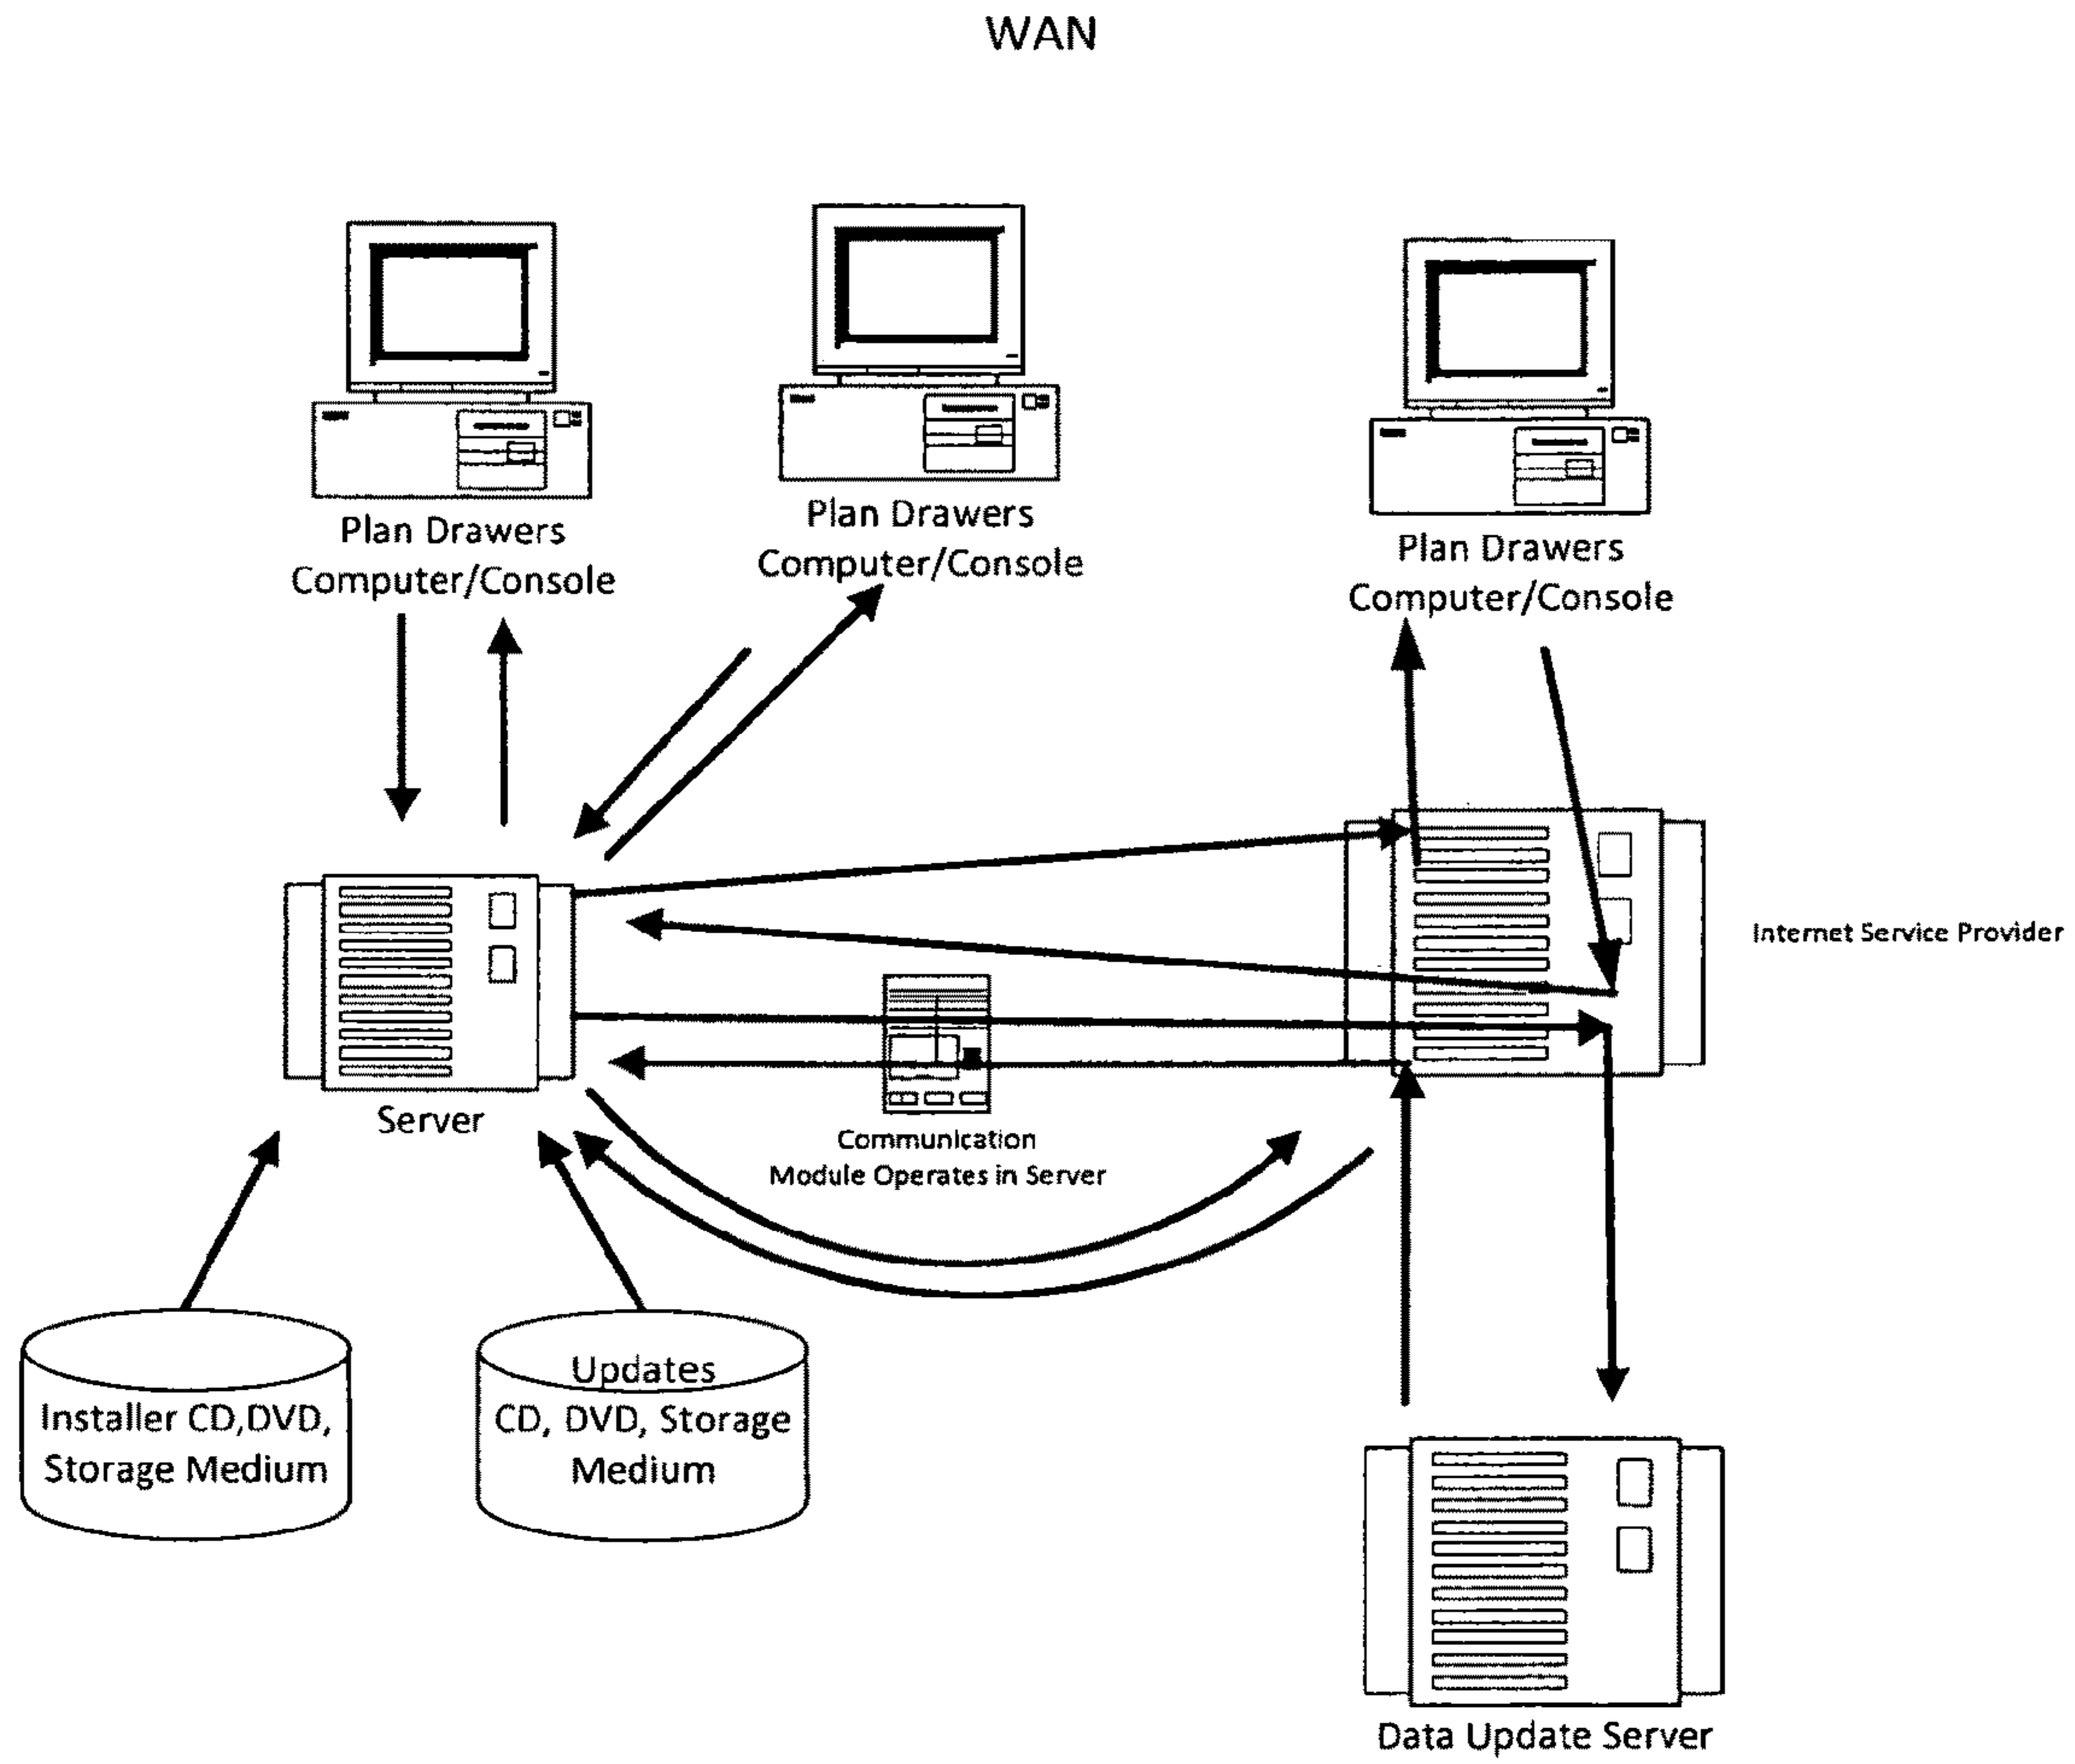 WAN
Plan Drawers
Computer/Console
Plan Drawers
Computer/Console
Plan Drawers
Computer/Console
Internet Service Provider
Server
Communication
Module Operates in Server
Installer CD,DVD,
Storage Medium
Updates
CD, DVD, Storage
Medium
Data Update Server